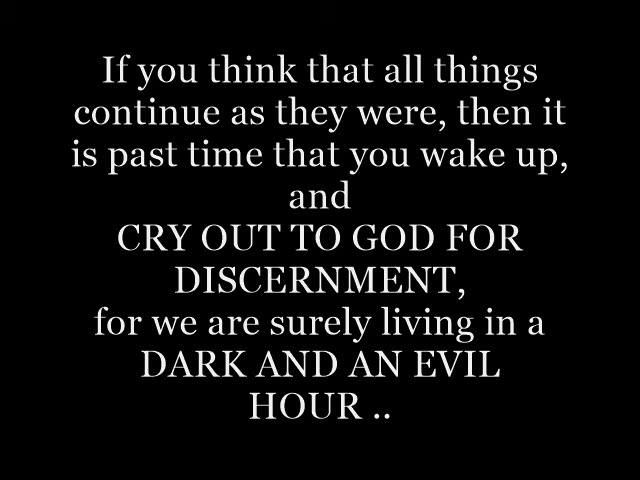 If you think that all things
continue as they were, then it
is past time that you wake up,
and
CRY OUT TO GOD FOR
DISCERNMENT,
for we are surely living in a
DARK AND AN EVIL
HOUR ..